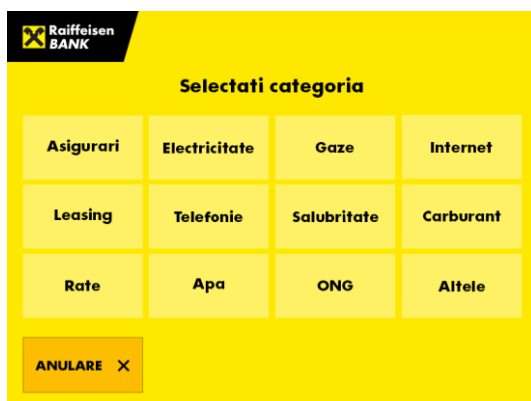 Raiffeisen
BANK
Selectati categoria
Asigurari Electricitate Gaze Internet
Leasing Telefonie Salubritate Carburant
Rate Apa ONG Altele
ANULARE X